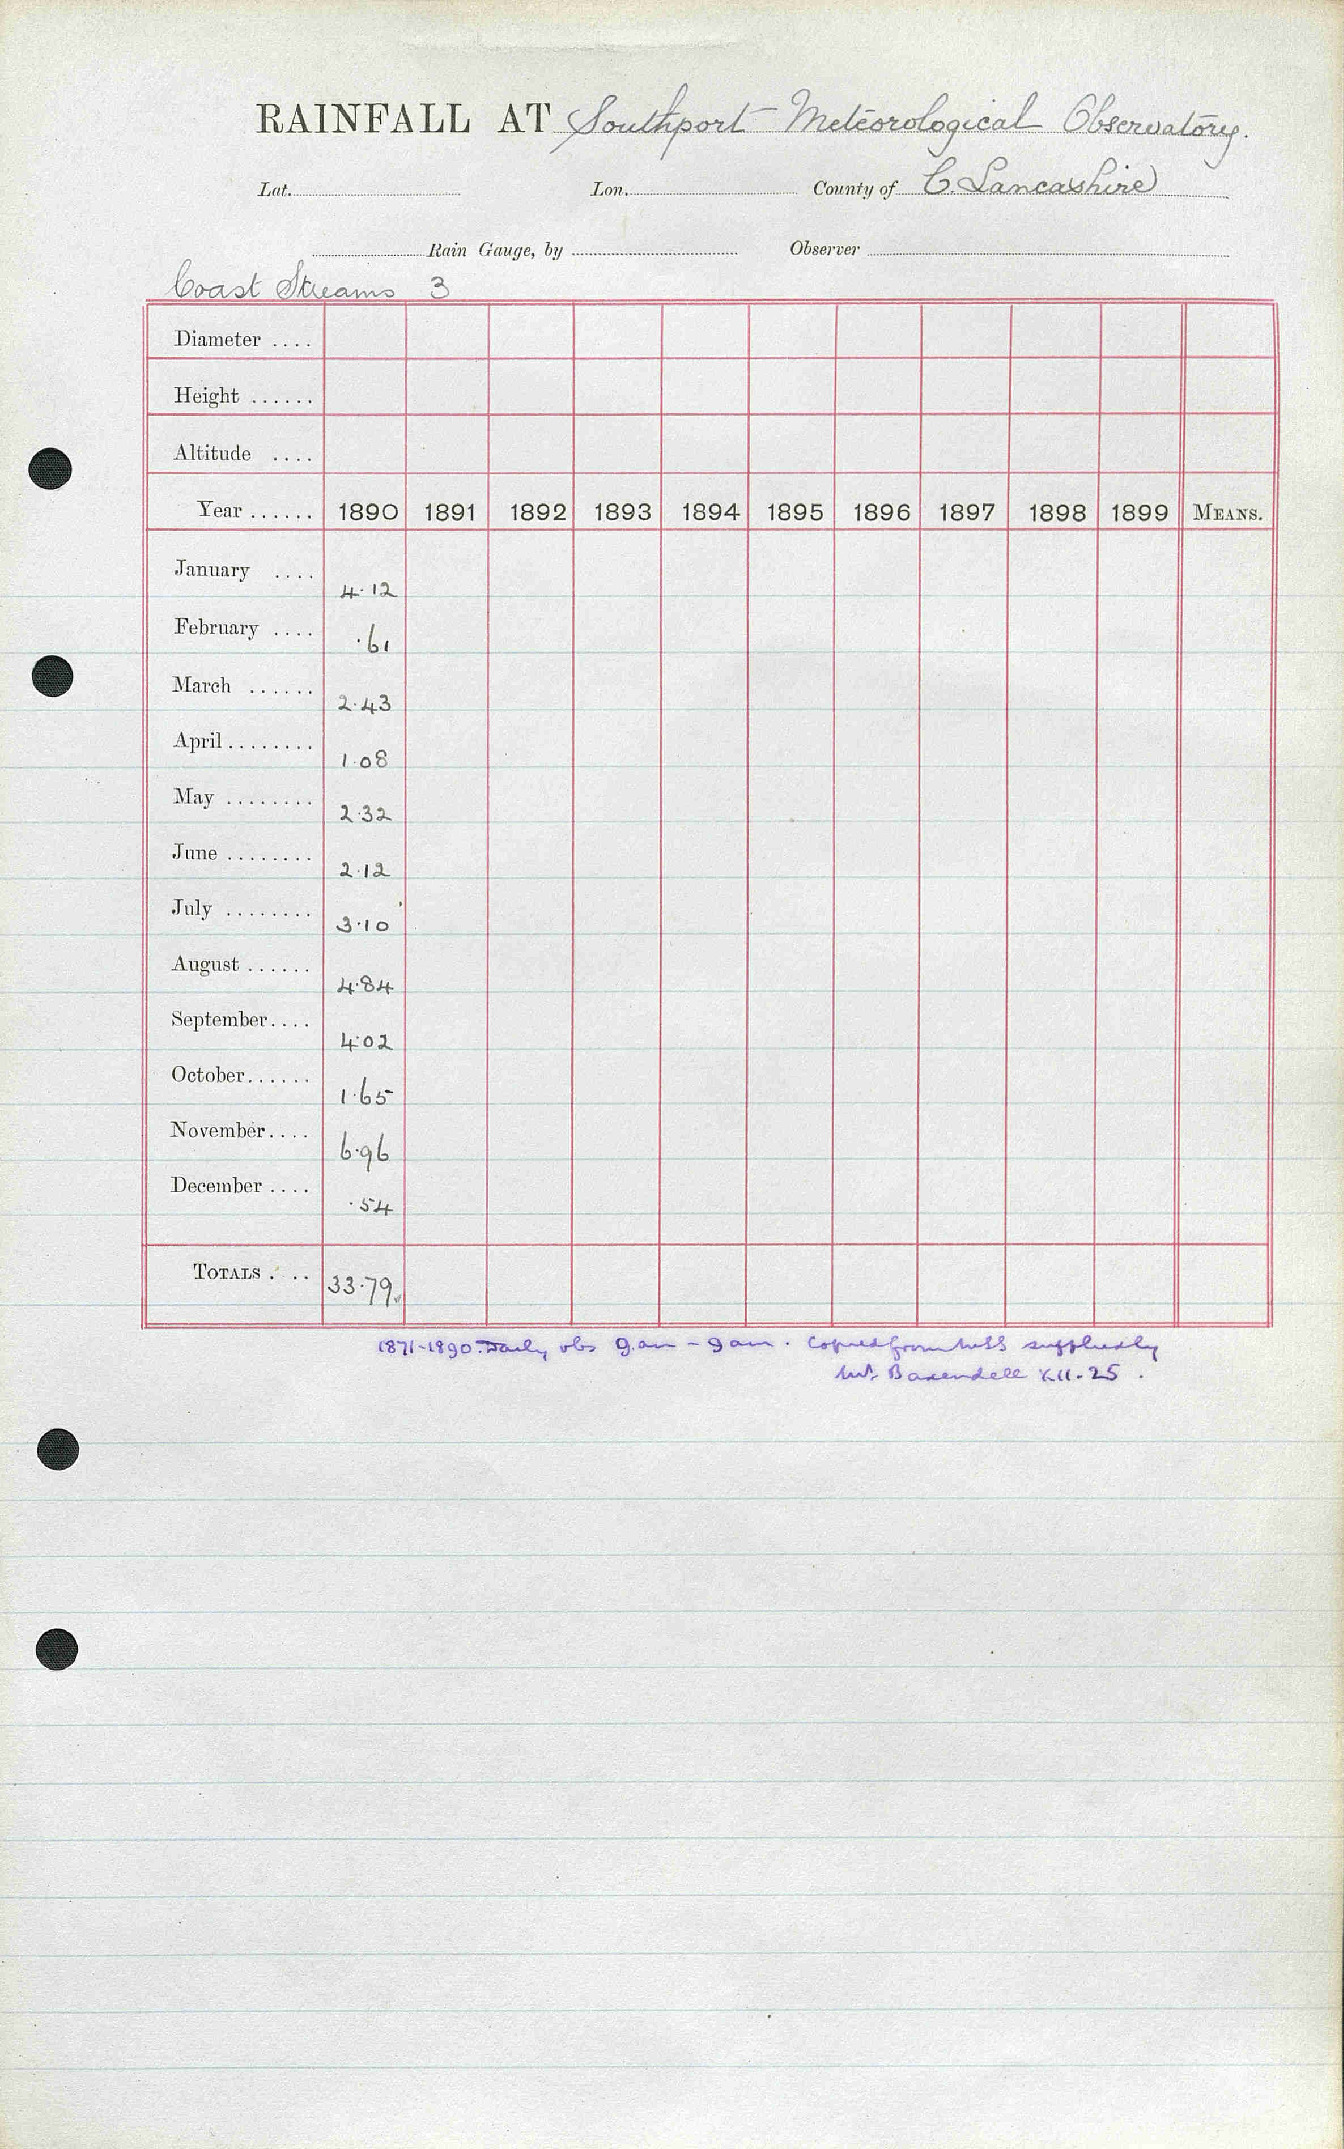 RAINFALL AT Southport Meteorological Observatory.
Lat. Lon. County of C. Lancashire
Rain Gauge, by Observer
Coast Streams 3
Diameter ....
Height ......
Altitude ....
Year ...... 1890 1891 1892 1893 1894 1895 1896 1897 1898 1899 MEANS.
January .... 4.12
February .... .61
March ...... 2.43
April ........ 1.08
May ........ 2.32
June ........ 2.12
July ........ 3.10
August ...... 4.84
September.... 4.02
October...... 1.65
November.... 6.96
December .... .54
TOTALS . .. 33.79
1871-1890. Daily obs 9 am - 9 am. Copied from MSS supplied by
Mr Baxendell XII.25.